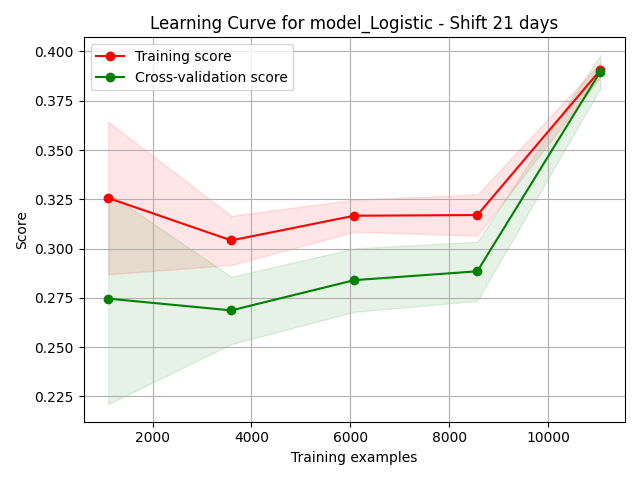 Learning Curve for model_Logistic - Shift 21 days
Training score
Cross-validation score
0.400
0.375
0.350
0.325
0.300
0.275
0.250
0.225
Score
2000
4000
6000
8000
10000
Training examples